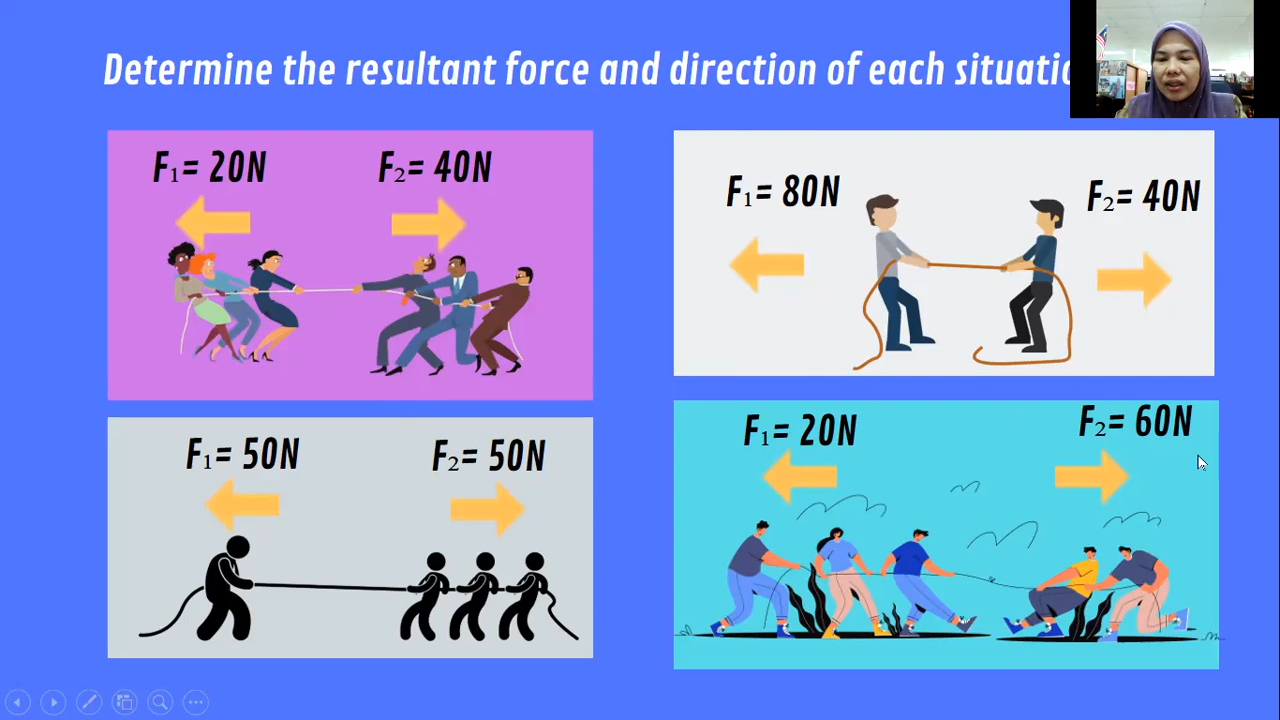 Determine the resultant force and direction of each situatio
F₁= 20N
F₂= 40N
F₁= 80N
F₂= 40N
F₁= 50N
F₂= 50N
F₁= 20N
F₂= 60N